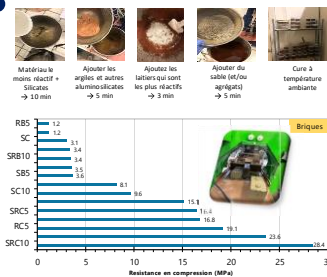 Matériau le
moins réactif +
Silicates
→ 10 min
Ajouter les
argiles et autres
aluminosilicates
→ 5 min
Ajoutez les
laitiers qui sont
les plus réactifs
→ 3 min
Ajouter du
sable (et/ou
agrégats)
→ 5 min
Cure à
température
ambiante
Briques
RB5
1.2
1.2
SC
3.1
3.4
SRB10
3.4
3.5
SB5
3.6
8.1
SC10
9.6
15.1
SRC5
16.8
RC5
19.1
23.6
SRC10
28.4
0
5
10
15
20
25
Resistance en compression (MPa)